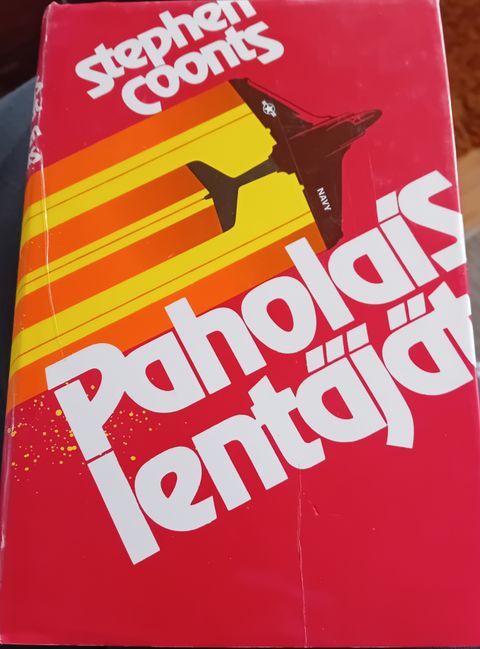 Stephen
Coonts
NAVY
Paholais
lentäjät